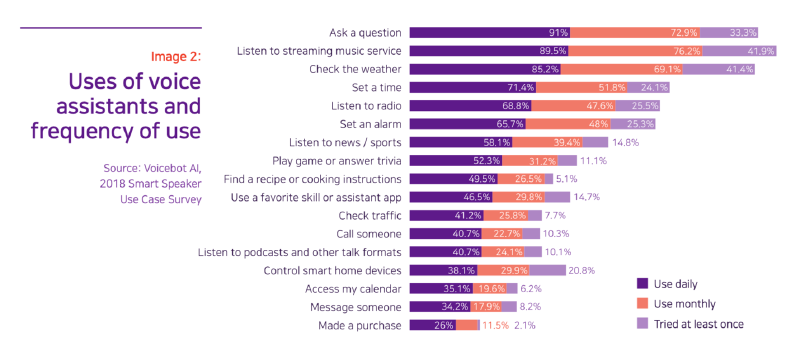 Image 2:
Uses of voice
assistants and
frequency of use
Source: Voicebot AI,
2018 Smart Speaker
Use Case Survey
Ask a question 91% 72.9% 33.3%
Listen to streaming music service 89.5% 76.2% 41.9%
Check the weather 85.2% 69.1% 41.4%
Set a time 71.4% 51.8% 24.1%
Listen to radio 68.8% 47.6% 25.5%
Set an alarm 65.7% 48% 25.3%
Listen to news / sports 58.1% 39.4% 14.8%
Play game or answer trivia 52.3% 31.2% 11.1%
Find a recipe or cooking instructions 49.5% 26.5% 5.1%
Use a favorite skill or assistant app 46.5% 29.8% 14.7%
Check traffic 41.2% 25.8% 7.7%
Call someone 40.7% 22.7% 10.3%
Listen to podcasts and other talk formats 40.7% 24.1% 10.1%
Control smart home devices 38.1% 29.9% 20.8%
Access my calendar 35.1% 19.6% 6.2%
Message someone 34.2% 17.9% 8.2%
Made a purchase 26% 11.5% 2.1%
Use daily
Use monthly
Tried at least once